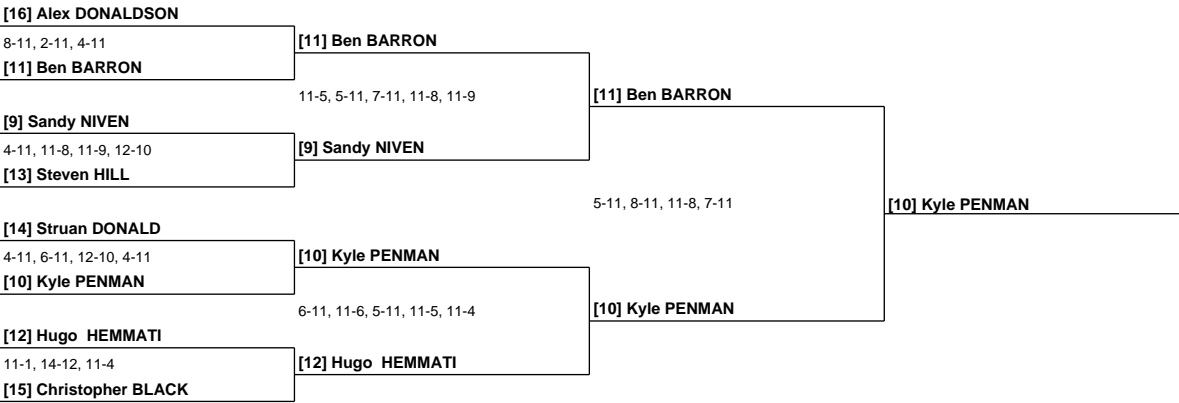 [16] Alex DONALDSON
8-11, 2-11, 4-11
[11] Ben BARRON
[9] Sandy NIVEN
4-11, 11-8, 11-9, 12-10
[13] Steven HILL
[14] Struan DONALD
4-11, 6-11, 12-10, 4-11
[10] Kyle PENMAN
[12] Hugo  HEMMATI
11-1, 14-12, 11-4
[15] Christopher BLACK
[11] Ben BARRON
11-5, 5-11, 7-11, 11-8, 11-9
[9] Sandy NIVEN
[10] Kyle PENMAN
6-11, 11-6, 5-11, 11-5, 11-4
[12] Hugo  HEMMATI
[11] Ben BARRON
5-11, 8-11, 11-8, 7-11
[10] Kyle PENMAN
[10] Kyle PENMAN